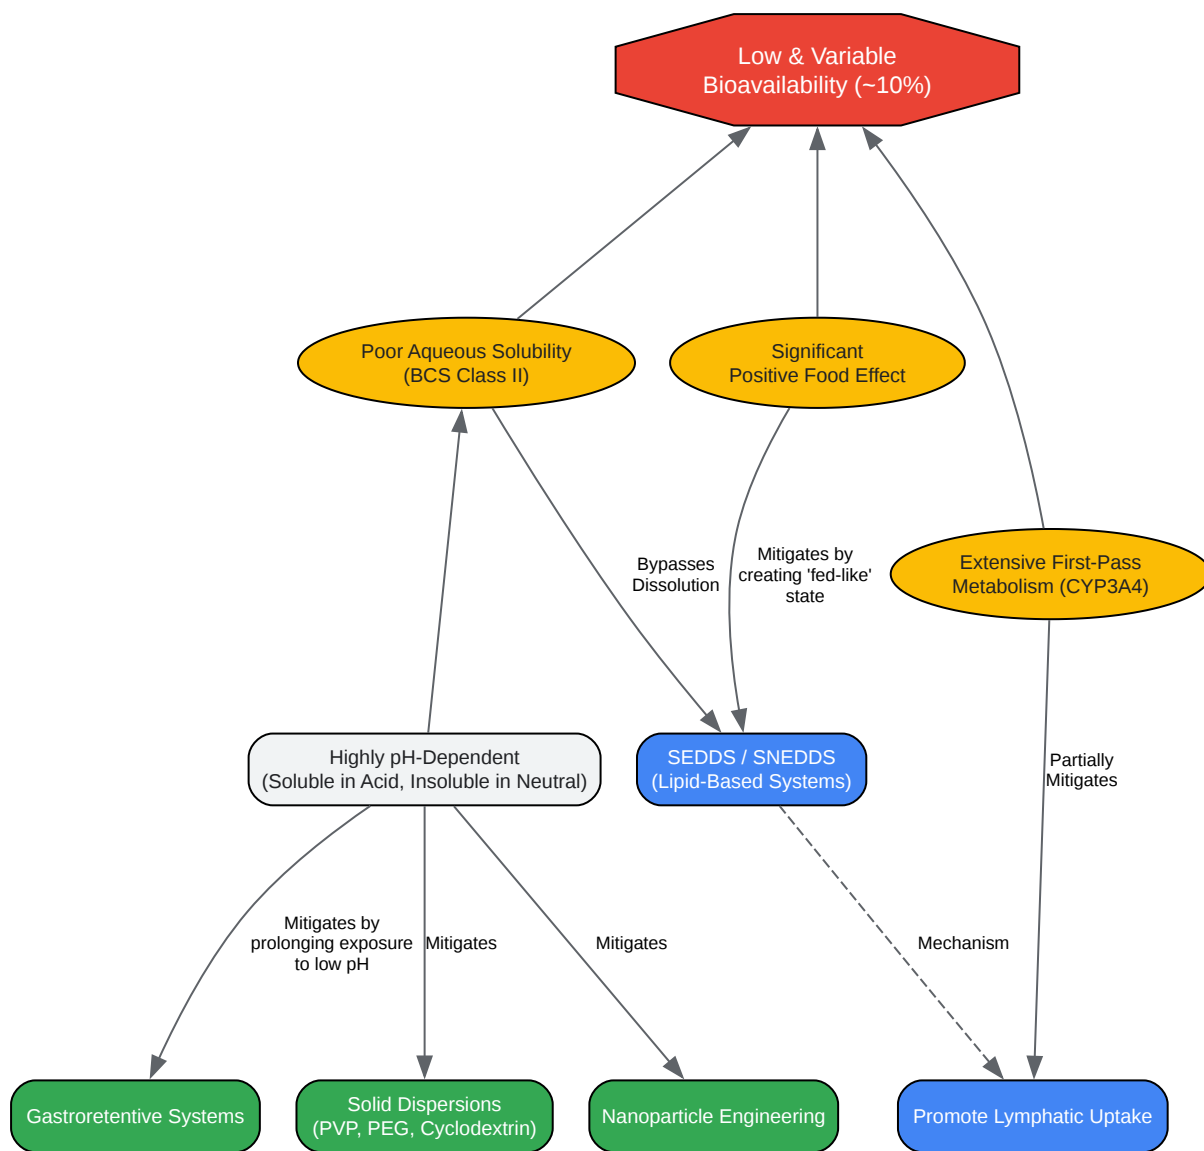 Low & Variable
Bioavailability (~10%)
Poor Aqueous Solubility
(BCS Class II)
Significant
Positive Food Effect
Extensive First-Pass
Metabolism (CYP3A4)
Bypasses
Dissolution
Mitigates by
creating 'fed-like'
state
Highly pH-Dependent
(Soluble in Acid, Insoluble in Neutral)
SEDDS / SNEDDS
(Lipid-Based Systems)
Partially
Mitigates
Mitigates by
prolonging exposure
to low pH
Mitigates
Mitigates
Mechanism
Gastroretentive Systems
Solid Dispersions
(PVP, PEG, Cyclodextrin)
Nanoparticle Engineering
Promote Lymphatic Uptake